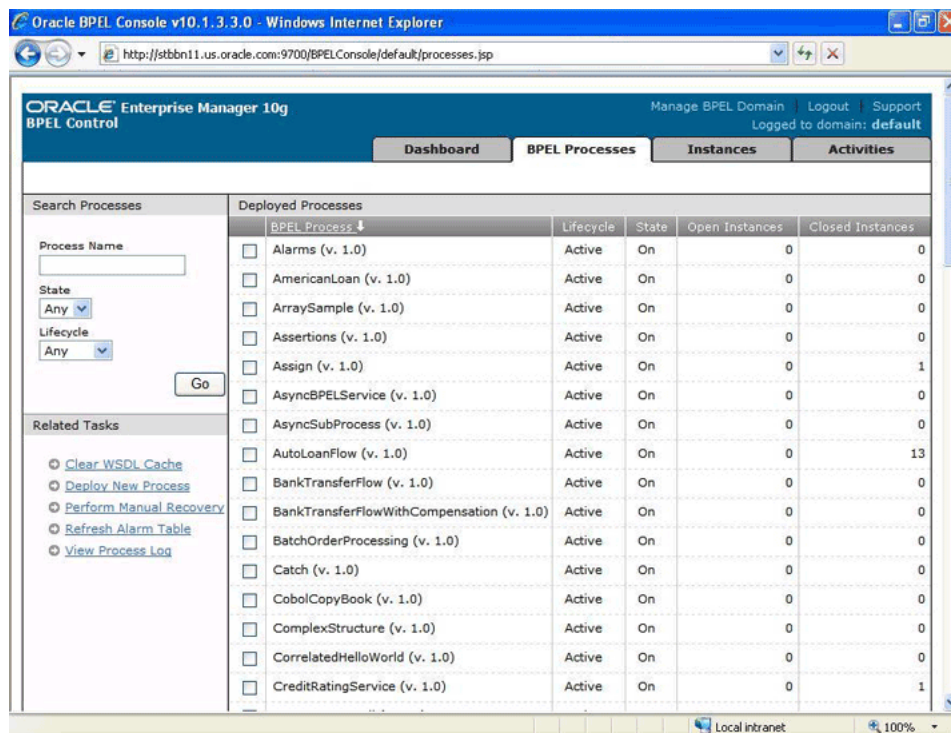 Oracle BPEL Console v10.1.3.3.0 - Windows Internet Explorer
http://stbbn11.us.oracle.com:9700/BPELConsole/default/processes.jsp
ORACLE Enterprise Manager 10g
BPEL Control
Manage BPEL Domain | Logout | Support
Logged to domain: default
Dashboard BPEL Processes Instances Activities
Search Processes
Process Name
State
Any
Lifecycle
Any
Go
Related Tasks
Clear WSDL Cache
Deploy New Process
Perform Manual Recovery
Refresh Alarm Table
View Process Log
Deployed Processes
BPEL Process Lifecycle State Open Instances Closed Instances
Alarms (v. 1.0) Active On 0 0
AmericanLoan (v. 1.0) Active On 0 0
ArraySample (v. 1.0) Active On 0 0
Assertions (v. 1.0) Active On 0 0
Assign (v. 1.0) Active On 0 1
AsyncBPELService (v. 1.0) Active On 0 0
AsyncSubProcess (v. 1.0) Active On 0 0
AutoLoanFlow (v. 1.0) Active On 0 13
BankTransferFlow (v. 1.0) Active On 0 0
BankTransferFlowWithCompensation (v. 1.0) Active On 0 0
BatchOrderProcessing (v. 1.0) Active On 0 0
Catch (v. 1.0) Active On 0 0
CobolCopyBook (v. 1.0) Active On 0 0
ComplexStructure (v. 1.0) Active On 0 0
CorrelatedHelloWorld (v. 1.0) Active On 0 0
CreditRatingService (v. 1.0) Active On 0 1
Local intranet 100%